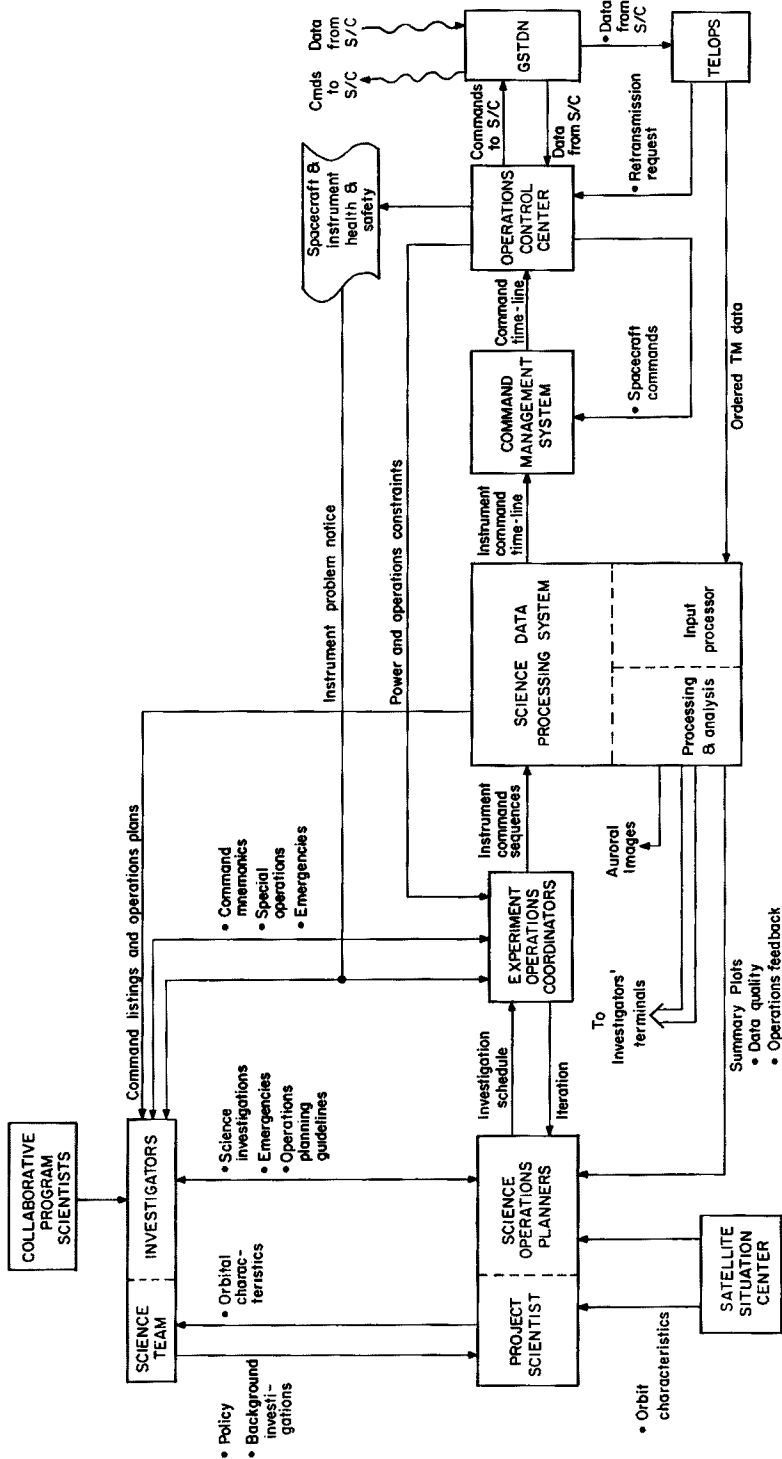 COLLABORATIVE
PROGRAM
SCIENTISTS
SCIENCE
TEAM
INVESTIGATORS
Command listings and operations plans
• Policy
• Background
investi-
gations
• Orbital
charac-
teristics
• Science
investigations
• Emergencies
• Operations
planning
guidelines
• Command
mnemonics
• Special
operations
• Emergencies
Instrument problem notice
Power and operations constraints
Spacecraft &
instrument
health &
safety
Cmds
to
S/C
Data
from
S/C
PROJECT
SCIENTIST
SCIENCE
OPERATIONS
PLANNERS
Investigation
schedule
Iteration
EXPERIMENT
OPERATIONS
COORDINATORS
Instrument
command
sequences
SCIENCE DATA
PROCESSING SYSTEM
Processing
& analysis
Input
processor
Instrument
command
time-line
COMMAND
MANAGEMENT
SYSTEM
Command
time-line
OPERATIONS
CONTROL
CENTER
Commands
to S/C
Data
from S/C
GSTDN
• Data
from
S/C
TELOPS
• Retransmission
request
• Spacecraft
commands
Ordered TM data
• Orbit
characteristics
SATELLITE
SITUATION
CENTER
Auroral
Images
To
Investigators'
terminals
Summary Plots
• Data quality
• Operations feedback